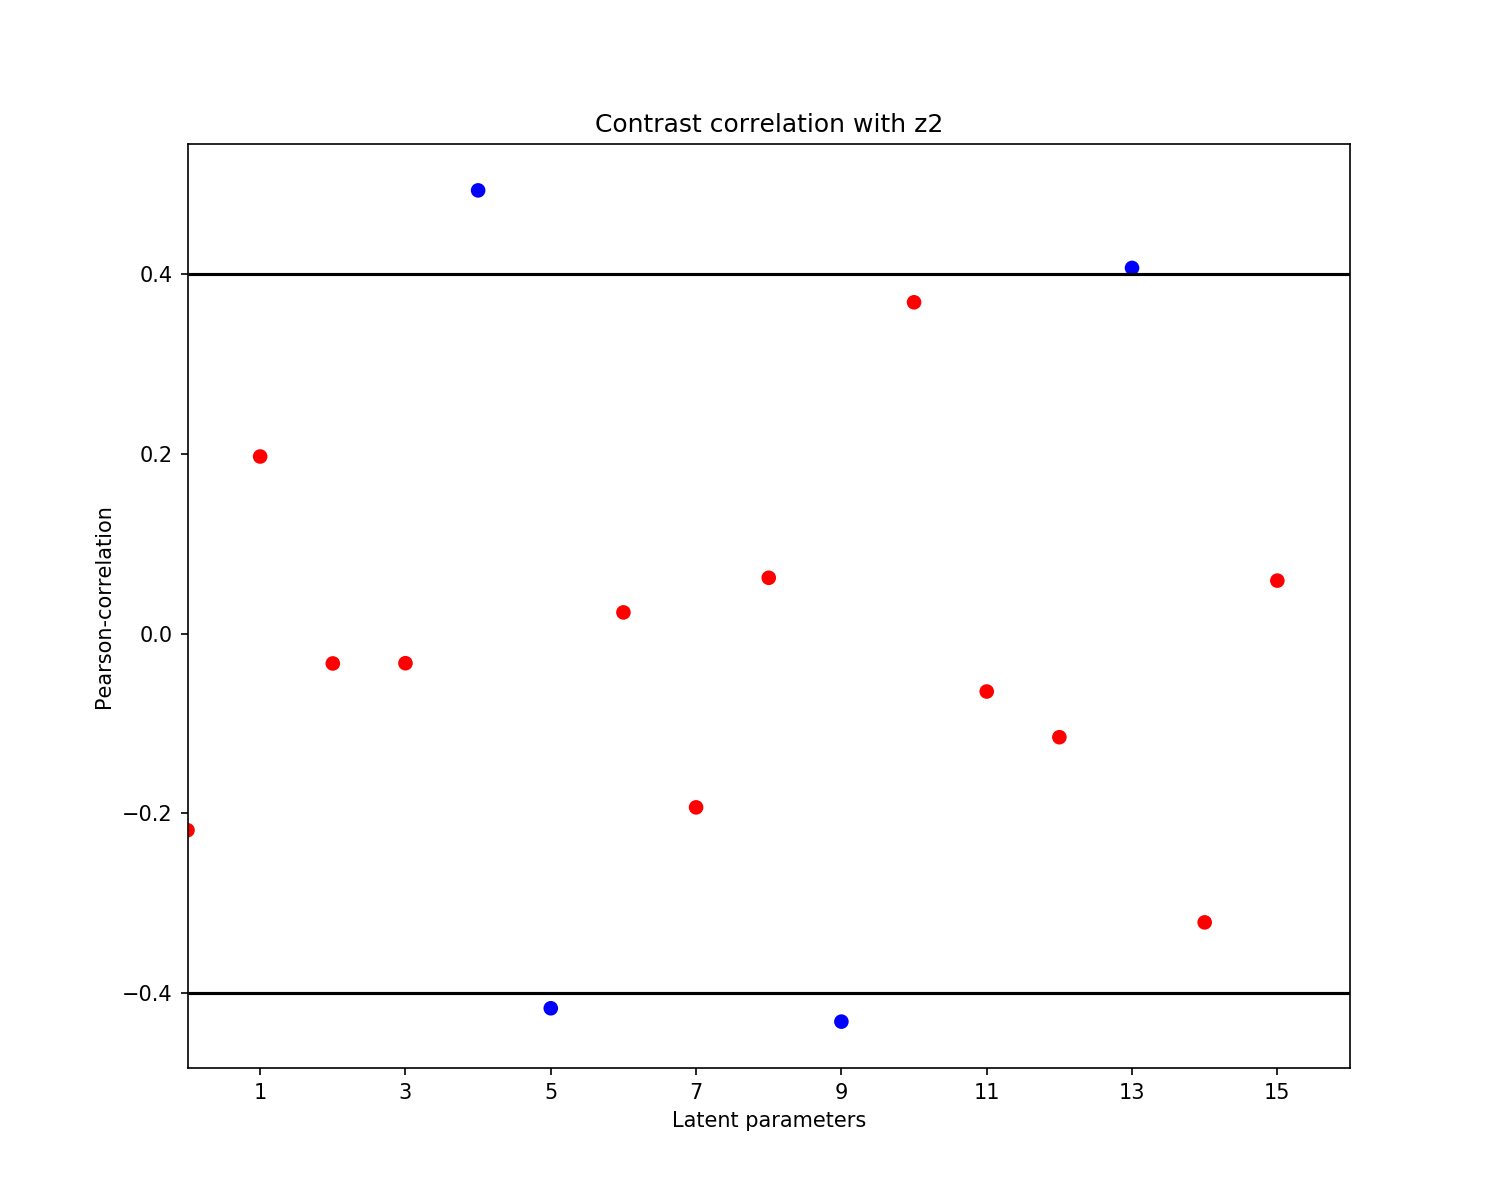 Contrast correlation with z2
0.4
0.2
0.0
−0.2
−0.4
Pearson-correlation
1 3 5 7 9 11 13 15
Latent parameters